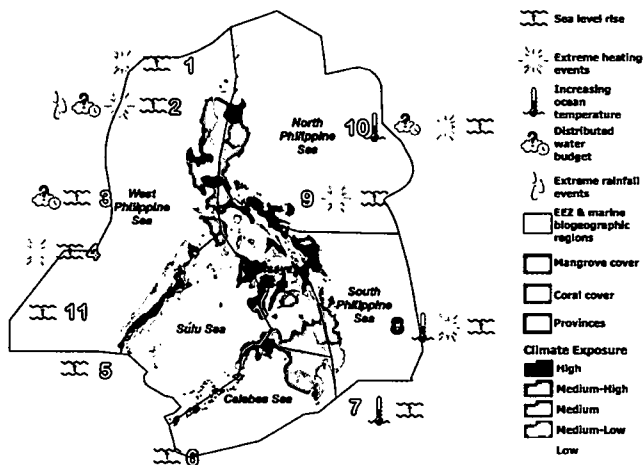 Sea level rise
1
Extreme heating
events
2
Increasing
ocean
temperature
North
Philippine
Sea
10
Distributed
water
budget
West
Philippine
Sea
3
9
Extreme rainfall
events
EEZ & marine
biogeographic
regions
4
Mangrove cover
Coral cover
South
Philippine
Sea
11
Sulu Sea
8
Provinces
Climate Exposure
High
5
Medium-High
Celebes Sea
7
Medium
Medium-Low
Low
6